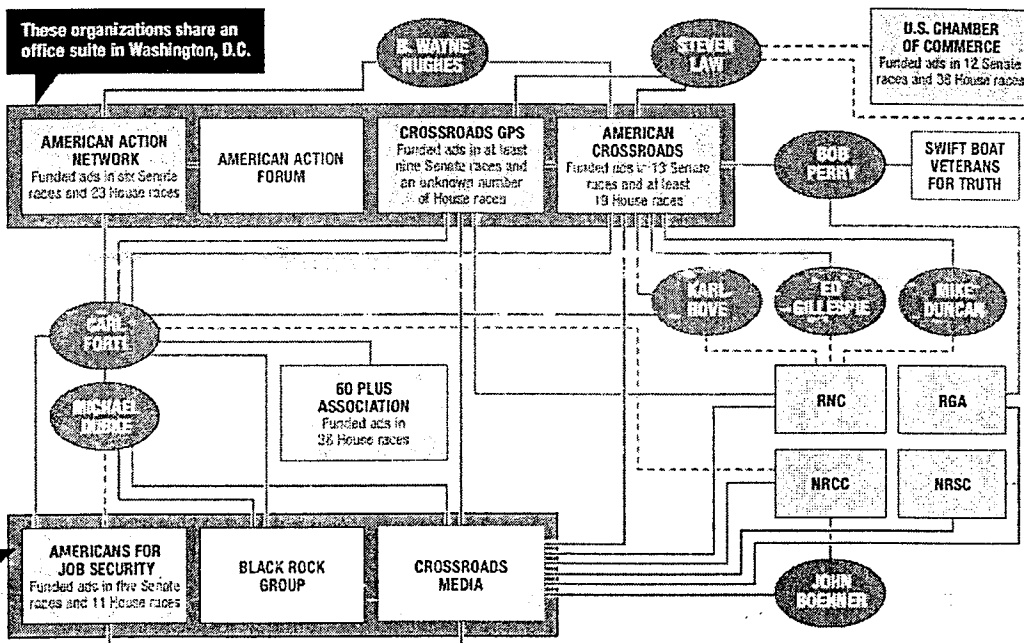 These organizations share an
office suite in Washington, D.C.
B. WAYNE
HUGHES
STEVEN
LAW
U.S. CHAMBER
OF COMMERCE
Funded ads in 12 Senate
races and 38 House races
AMERICAN ACTION
NETWORK
Funded ads in six Senate
races and 23 House races
AMERICAN ACTION
FORUM
CROSSROADS GPS
Funded ads in at least
nine Senate races and
an unknown number
of House races
AMERICAN
CROSSROADS
Funded ads in 13 Senate
races and at least
19 House races
BOB
PERRY
SWIFT BOAT
VETERANS
FOR TRUTH
CARL
KARL
ROVE
ED
GILLESPIE
MIKE
DUNCAN
MICHAEL
60 PLUS
ASSOCIATION
Funded ads in
38 House races
RNC
RGA
NRCC
NRSC
AMERICANS FOR
JOB SECURITY
Funded ads in five Senate
races and 11 House races
BLACK ROCK
GROUP
CROSSROADS
MEDIA
JOHN
BOEHNER